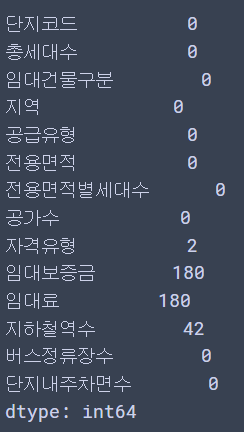 단지코드 0
총세대수 0
임대건물구분 0
지역 0
공급유형 0
전용면적 0
전용면적별세대수 0
공가수 0
자격유형 2
임대보증금 180
임대료 180
지하철역수 42
버스정류장수 0
단지내주차면수 0
dtype: int64